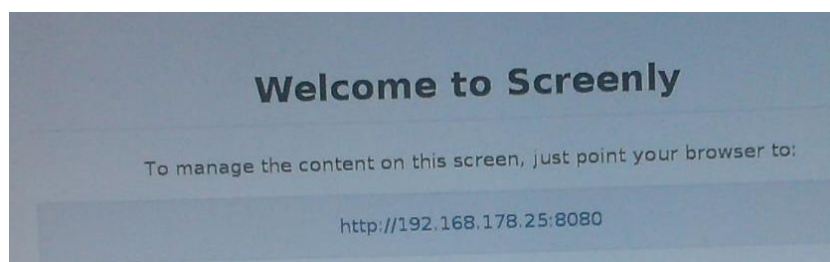 Welcome to Screenly
To manage the content on this screen, just point your browser to:
http://192.168.178.25:8080